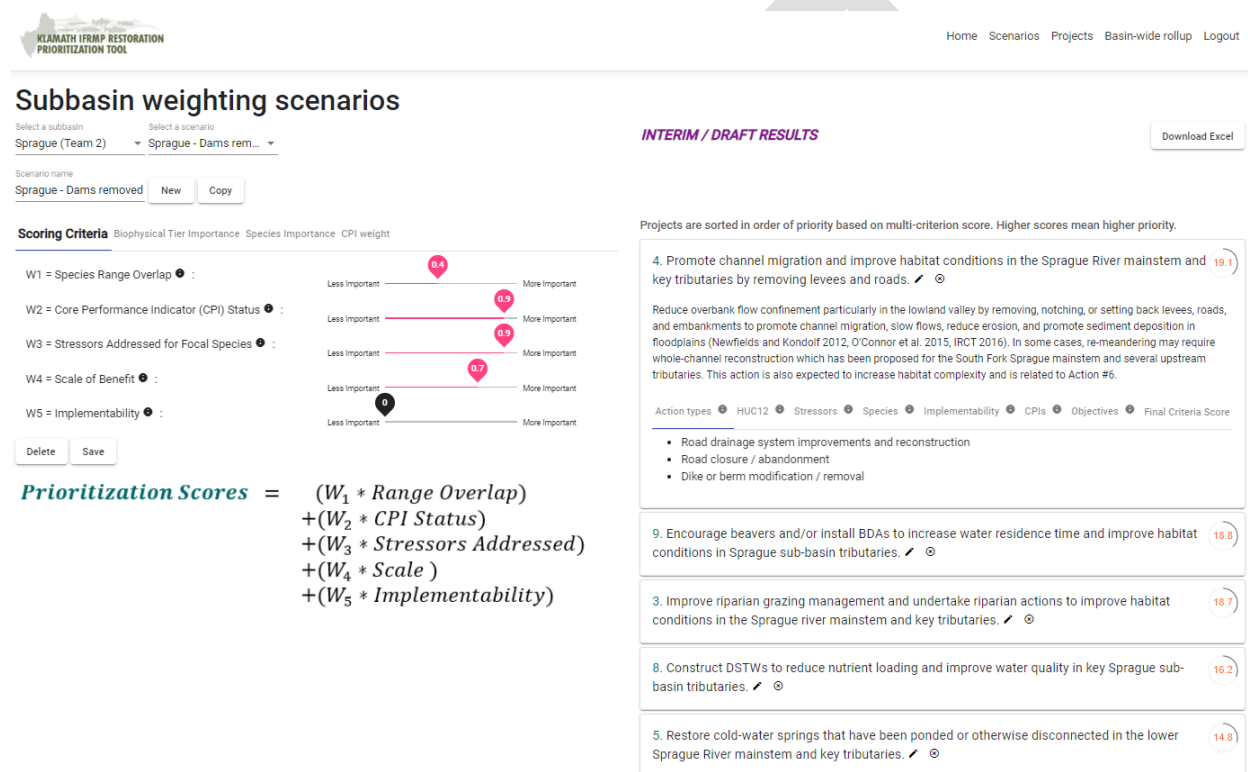 KLAMATH IFRMP RESTORATION
PRIORITIZATION TOOL
Home Scenarios Projects Basin-wide rollup Logout
Subbasin weighting scenarios
Select a subbasin Select a scenario
Sprague (Team 2) Sprague - Dams rem...
INTERIM / DRAFT RESULTS
Download Excel
Scenario name
Sprague - Dams removed New Copy
Scoring Criteria Biophysical Tier Importance Species Importance CPI weight
W1 = Species Range Overlap :
Less Important 0.4 More Important
W2 = Core Performance Indicator (CPI) Status :
Less Important 0.9 More Important
W3 = Stressors Addressed for Focal Species :
Less Important 0.9 More Important
W4 = Scale of Benefit :
Less Important 0.7 More Important
W5 = Implementability :
Less Important 0 More Important
Delete Save
Prioritization Scores = (W1 * Range Overlap)
+(W2 * CPI Status)
+(W3 * Stressors Addressed)
+(W4 * Scale )
+(W5 * Implementability)
Projects are sorted in order of priority based on multi-criterion score. Higher scores mean higher priority.
4. Promote channel migration and improve habitat conditions in the Sprague River mainstem and
key tributaries by removing levees and roads.
19.1
Reduce overbank flow confinement particularly in the lowland valley by removing, notching, or setting back levees, roads,
and embankments to promote channel migration, slow flows, reduce erosion, and promote sediment deposition in
floodplains (Newfields and Kondolf 2012, O'Connor et al. 2015, IRCT 2016). In some cases, re-meandering may require
whole-channel reconstruction which has been proposed for the South Fork Sprague mainstem and several upstream
tributaries. This action is also expected to increase habitat complexity and is related to Action #6.
Action types HUC12 Stressors Species Implementability CPIs Objectives Final Criteria Score
• Road drainage system improvements and reconstruction
• Road closure / abandonment
• Dike or berm modification / removal
9. Encourage beavers and/or install BDAs to increase water residence time and improve habitat
conditions in Sprague sub-basin tributaries.
18.8
3. Improve riparian grazing management and undertake riparian actions to improve habitat
conditions in the Sprague river mainstem and key tributaries.
18.7
8. Construct DSTWs to reduce nutrient loading and improve water quality in key Sprague sub-
basin tributaries.
16.2
5. Restore cold-water springs that have been ponded or otherwise disconnected in the lower
Sprague River mainstem and key tributaries.
14.8